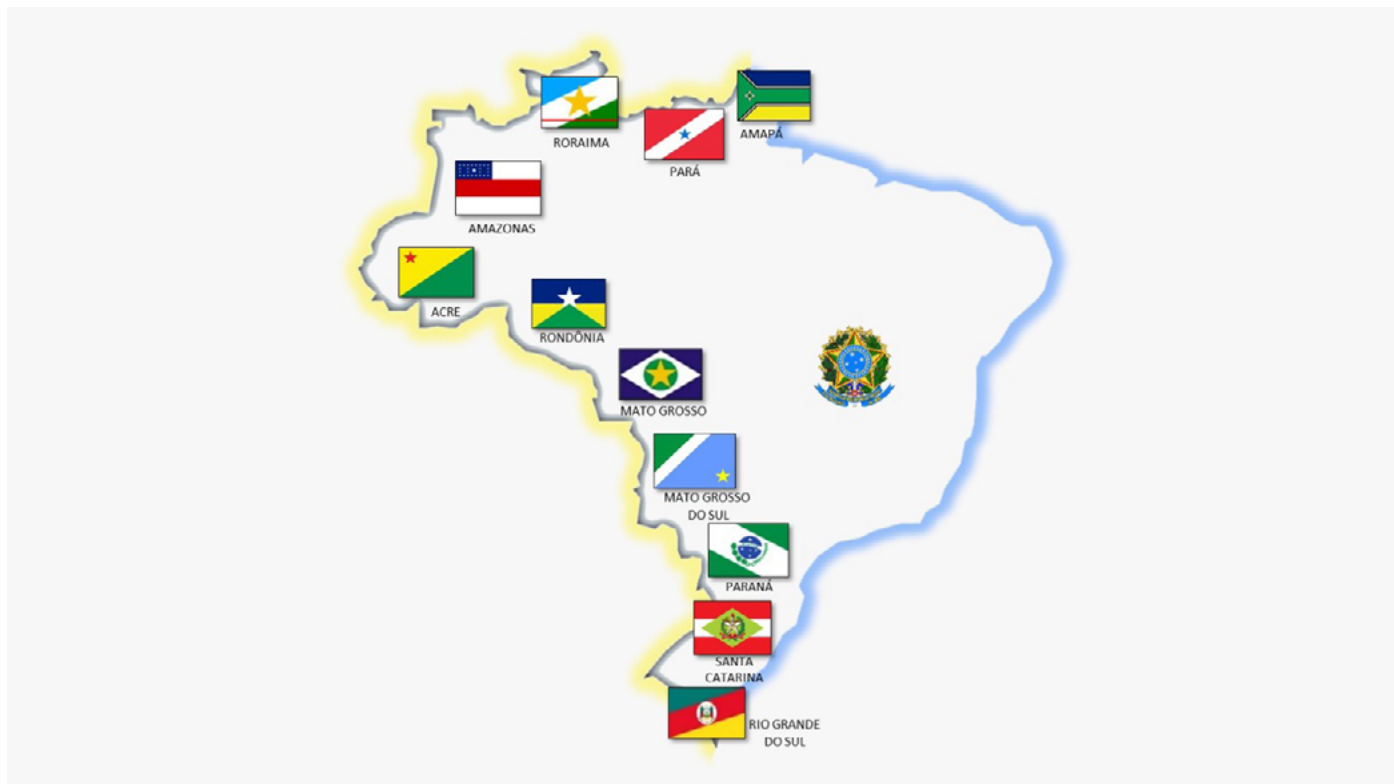 RORAIMA
AMAPÁ
PARÁ
AMAZONAS
ACRE
RONDÔNIA
MATO GROSSO
MATO GROSSO
DO SUL
PARANÁ
SANTA
CATARINA
RIO GRANDE
DO SUL